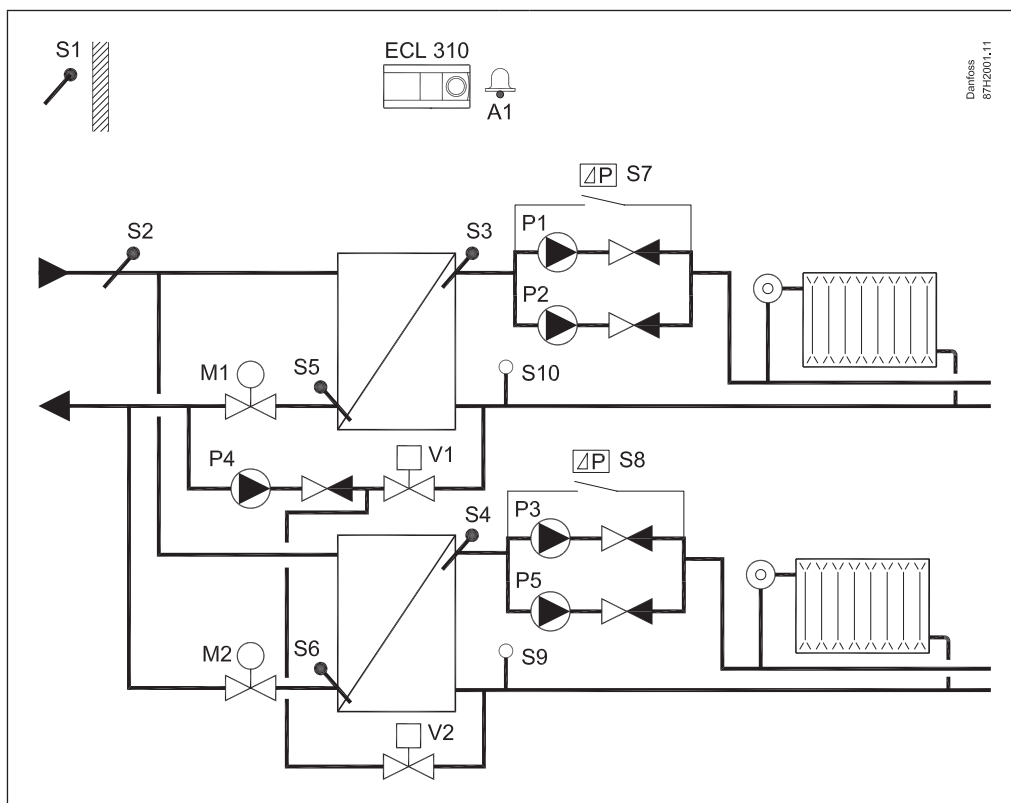 S1
ECL 310
A1
Danfoss
87H2001.11
⊿P S7
S2
S3
P1
P2
M1
S5
S10
P4
V1
⊿P S8
S4
P3
P5
M2
S6
S9
V2